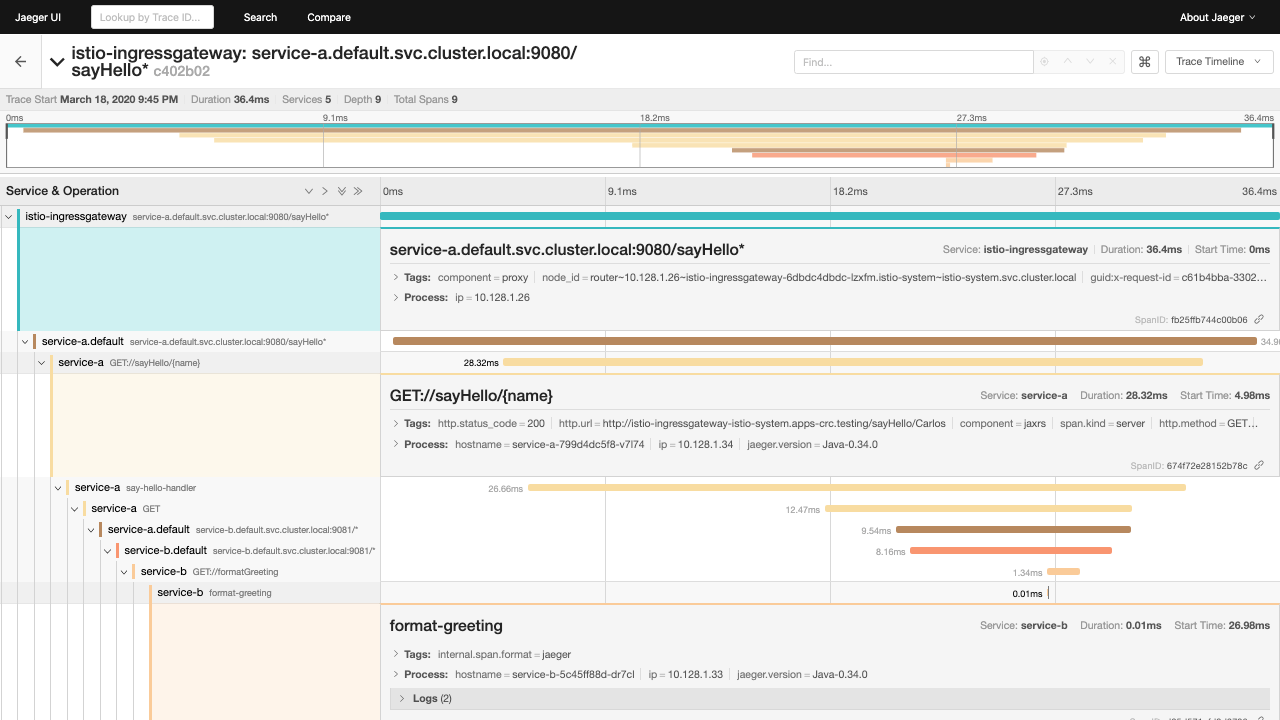 Jaeger UI Lookup by Trace ID... Search Compare About Jaeger
istio-ingressgateway: service-a.default.svc.cluster.local:9080/
sayHello* c402b02
Find... ⌘ Trace Timeline
Trace Start March 18, 2020 9:45 PM Duration 36.4ms Services 5 Depth 9 Total Spans 9
0ms 9.1ms 18.2ms 27.3ms 36.4ms
Service & Operation 0ms 9.1ms 18.2ms 27.3ms 36.4ms
istio-ingressgateway service-a.default.svc.cluster.local:9080/sayHello*
service-a.default.svc.cluster.local:9080/sayHello* Service: istio-ingressgateway Duration: 36.4ms Start Time: 0ms
Tags: component = proxy node_id = router~10.128.1.26~istio-ingressgateway-6dbdc4dbdc-lzxfm.istio-system~istio-system.svc.cluster.local guid:x-request-id = c61b4bba-3302…
Process: ip = 10.128.1.26
SpanID: fb25ffb744c00b06
service-a.default service-a.default.svc.cluster.local:9080/sayHello*
service-a GET://sayHello/{name} 28.32ms
GET://sayHello/{name} Service: service-a Duration: 28.32ms Start Time: 4.98ms
Tags: http.status_code = 200 http.url = http://istio-ingressgateway-istio-system.apps-crc.testing/sayHello/Carlos component = jaxrs span.kind = server http.method = GET…
Process: hostname = service-a-799d4dc5f8-v7l74 ip = 10.128.1.34 jaeger.version = Java-0.34.0
SpanID: 674f72e28152b78c
service-a say-hello-handler 26.66ms
service-a GET 12.47ms
service-a.default service-b.default.svc.cluster.local:9081/* 9.54ms
service-b.default service-b.default.svc.cluster.local:9081/* 8.16ms
service-b GET://formatGreeting 1.34ms
service-b format-greeting 0.01ms
format-greeting Service: service-b Duration: 0.01ms Start Time: 26.98ms
Tags: internal.span.format = jaeger
Process: hostname = service-b-5c45ff88d-dr7cl ip = 10.128.1.33 jaeger.version = Java-0.34.0
Logs (2)